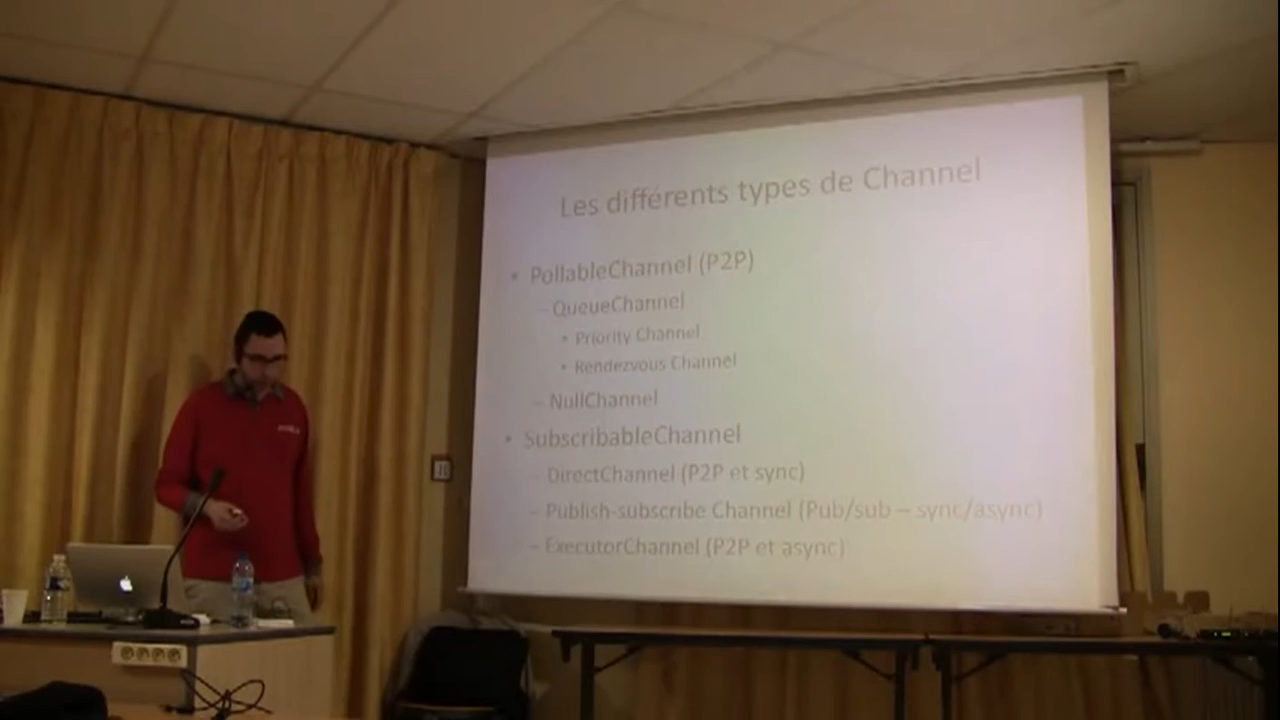 Les différents types de Channel
• PollableChannel (P2P)
– QueueChannel
• Priority Channel
• Rendezvous Channel
– NullChannel
• SubscribableChannel
– DirectChannel (P2P et sync)
– Publish-subscribe Channel (Pub/sub – sync/async)
– ExecutorChannel (P2P et async)